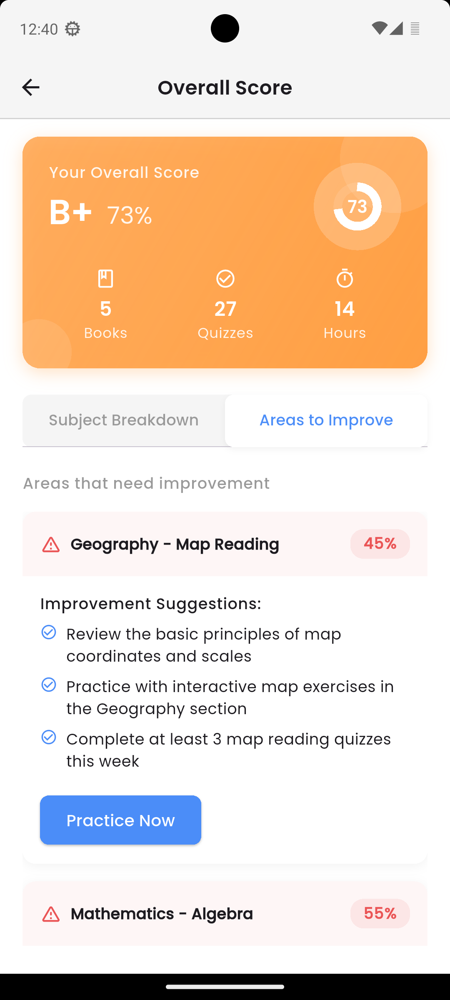 12:40
Overall Score
Your Overall Score
B+ 73%
73
5
Books
27
Quizzes
14
Hours
Subject Breakdown
Areas to Improve
Areas that need improvement
Geography - Map Reading
45%
Improvement Suggestions:
Review the basic principles of map
coordinates and scales
Practice with interactive map exercises in
the Geography section
Complete at least 3 map reading quizzes
this week
Practice Now
Mathematics - Algebra
55%